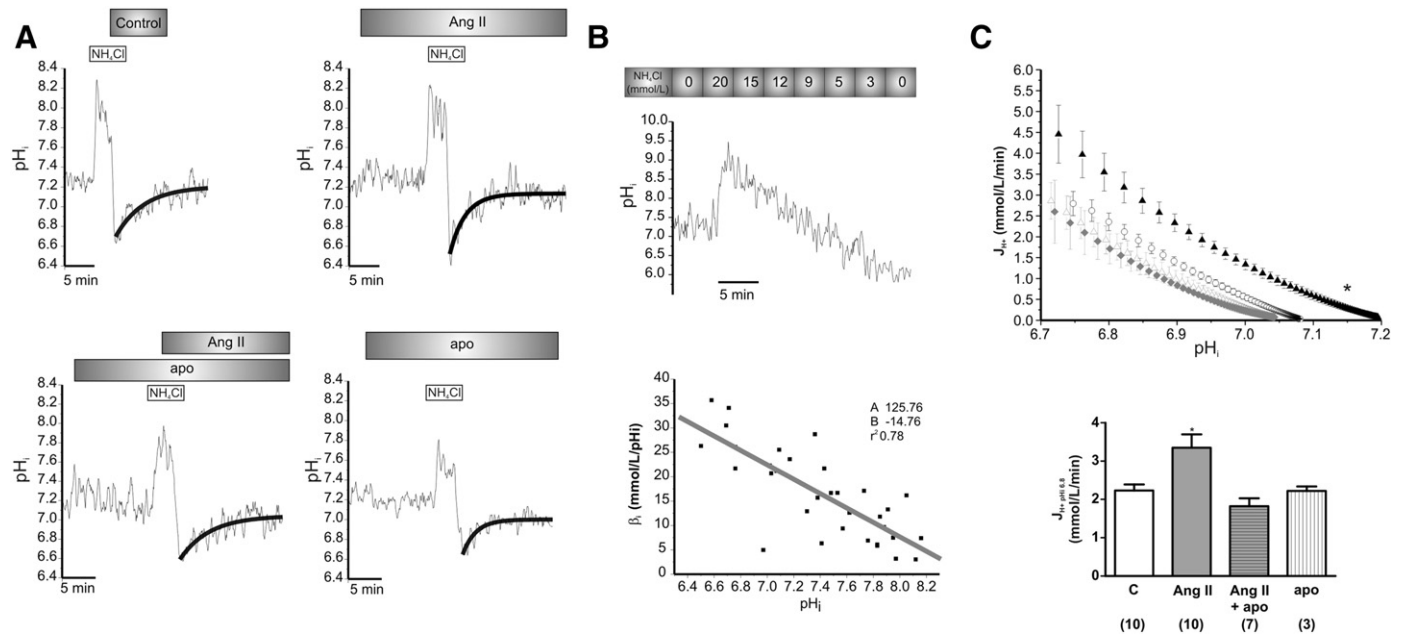 A
Control
NH₄Cl
8.4
8.2
8.0
7.8
7.6
7.4
7.2
7.0
6.8
6.6
6.4
pHᵢ
5 min
Ang II
NH₄Cl
8.4
8.2
8.0
7.8
7.6
7.4
7.2
7.0
6.8
6.6
6.4
pHᵢ
5 min
Ang II
apo
NH₄Cl
8.4
8.2
8.0
7.8
7.6
7.4
7.2
7.0
6.8
6.6
6.4
pHᵢ
5 min
apo
NH₄Cl
8.4
8.2
8.0
7.8
7.6
7.4
7.2
7.0
6.8
6.6
6.4
pHᵢ
5 min
B
NH₄Cl (mmol/L) 0 20 15 12 9 5 3 0
10.0
9.5
9.0
8.5
8.0
7.5
7.0
6.5
6.0
pHᵢ
5 min
40
35
30
25
20
15
10
5
0
βᵢ (mmol/L/pHi)
A 125.76
B -14.76
r² 0.78
6.4 6.6 6.8 7.0 7.2 7.4 7.6 7.8 8.0 8.2
pHi
C
6.0
5.5
5.0
4.5
4.0
3.5
3.0
2.5
2.0
1.5
1.0
0.5
0.0
J_H+ (mmol/L/min)
*
6.7 6.8 6.9 7.0 7.1 7.2
pHᵢ
4
3
2
1
0
J_H+ pHi 6.8
(mmol/L/min)
*
C Ang II Ang II apo
+ apo
(10) (10) (7) (3)